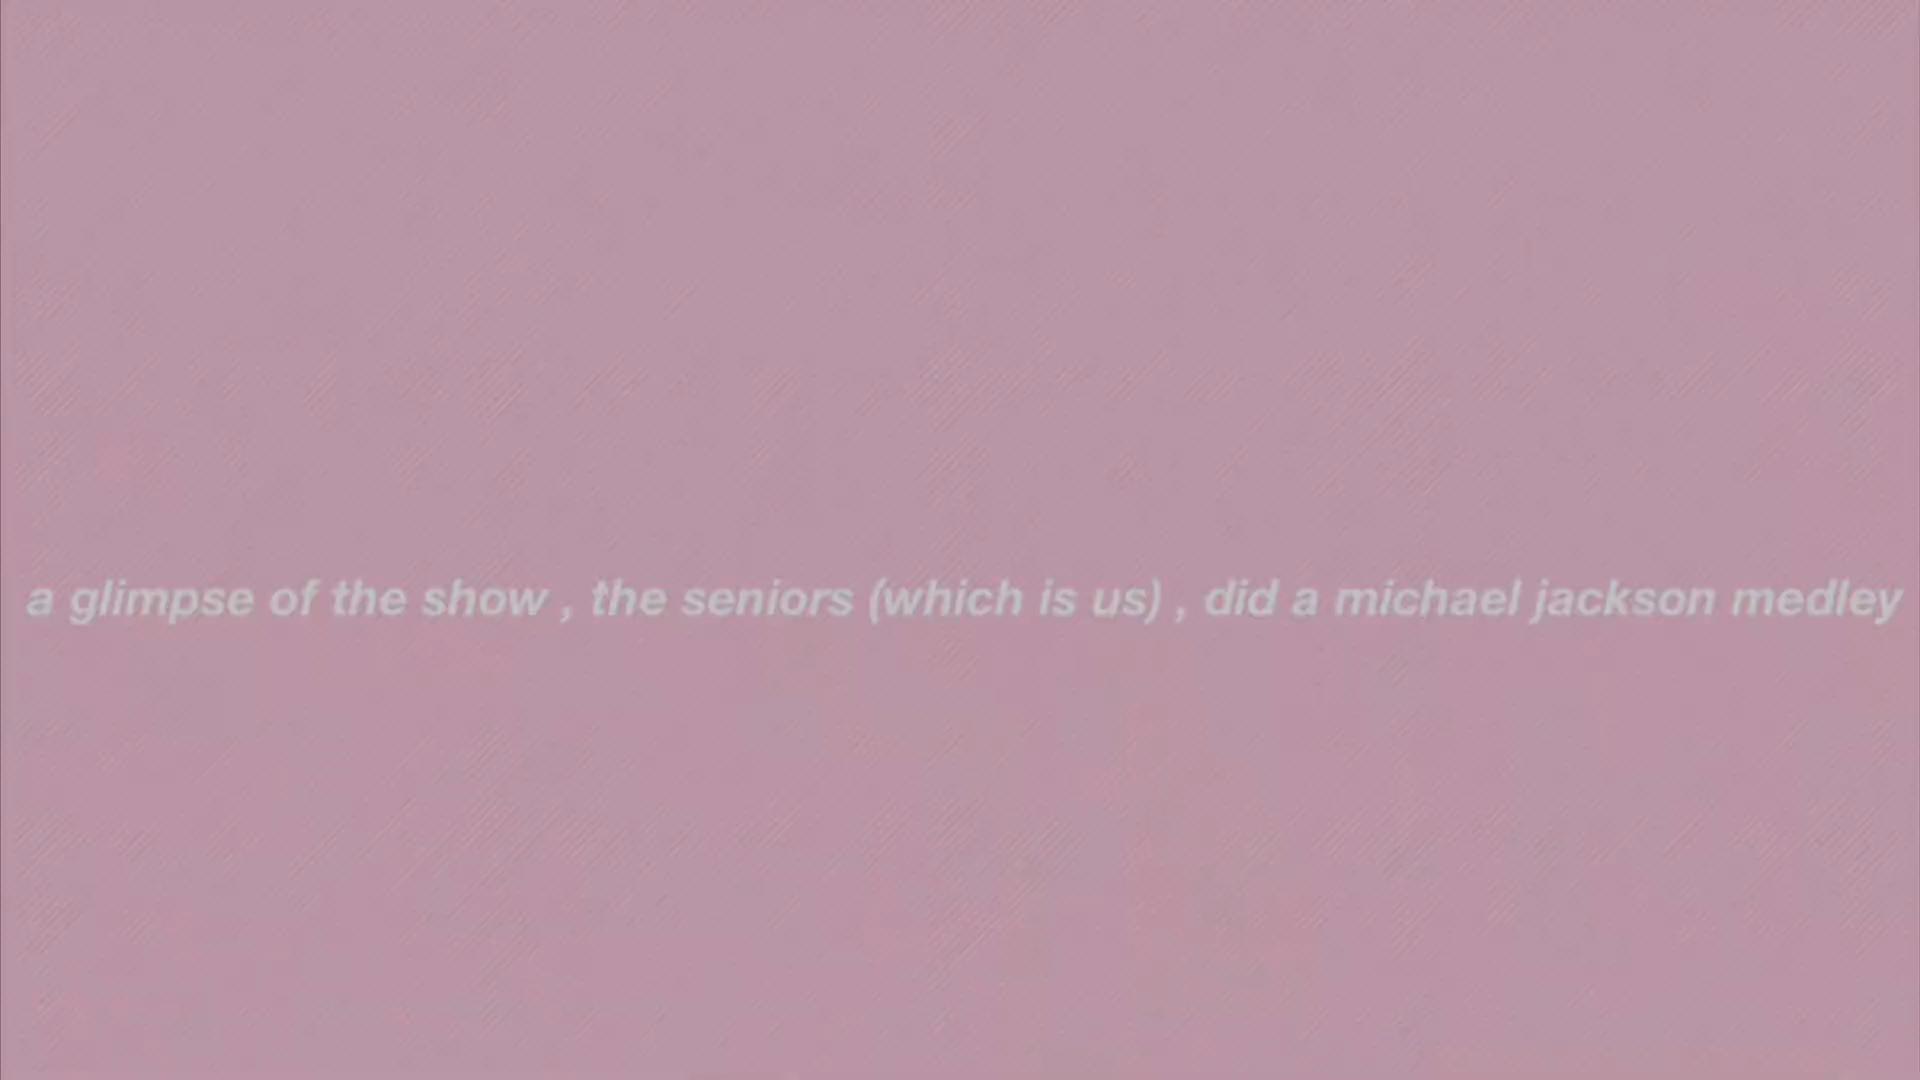 a glimpse of the show , the seniors (which is us) , did a michael jackson medley